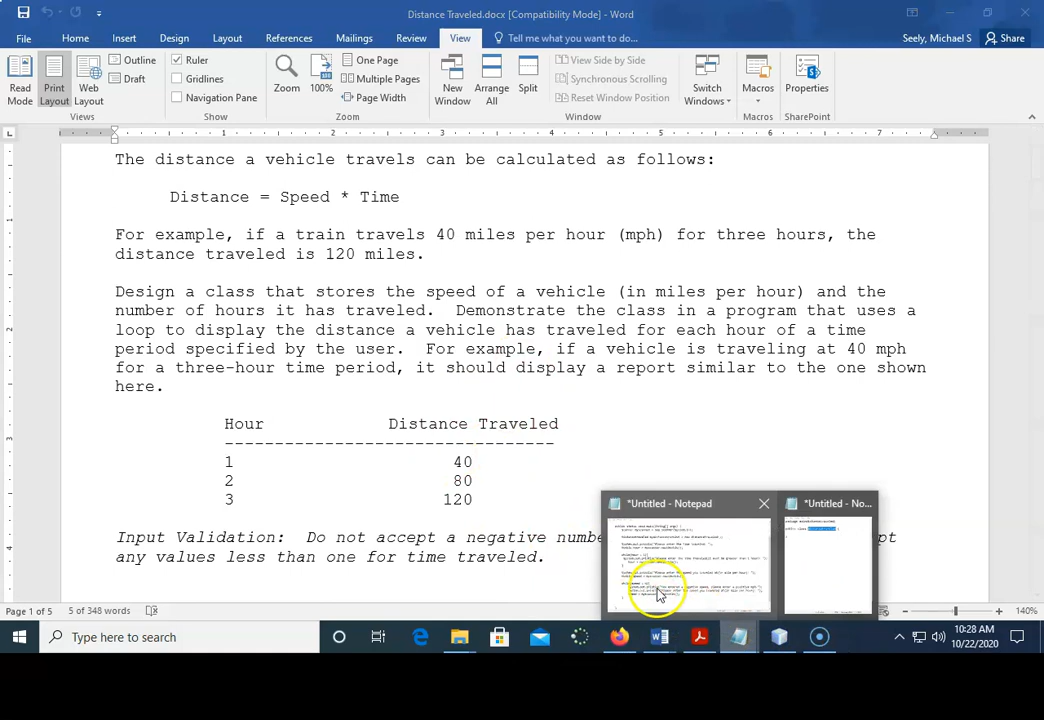 Distance Traveled.docx [Compatibility Mode] - Word
File Home Insert Design Layout References Mailings Review View Tell me what you want to do... Seely, Michael S Share
Read Mode Print Layout Web Layout Outline Draft Views
Ruler Gridlines Navigation Pane Show
Zoom 100% One Page Multiple Pages Page Width Zoom
New Window Arrange All Split View Side by Side Synchronous Scrolling Reset Window Position Window
Switch Windows Macros Macros Properties SharePoint
1 2 3 4 5 6 7
The distance a vehicle travels can be calculated as follows:
Distance = Speed * Time
For example, if a train travels 40 miles per hour (mph) for three hours, the
distance traveled is 120 miles.
Design a class that stores the speed of a vehicle (in miles per hour) and the
number of hours it has traveled. Demonstrate the class in a program that uses a
loop to display the distance a vehicle has traveled for each hour of a time
period specified by the user. For example, if a vehicle is traveling at 40 mph
for a three-hour time period, it should display a report similar to the one shown
here.
Hour Distance Traveled
----------------------------------
1 40
2 80
3 120
*Untitled - Notepad *Untitled - No...
Input Validation: Do not accept a negative numbe pt
any values less than one for time traveled.
Page 1 of 5 5 of 348 words 140%
Type here to search
10:28 AM
10/22/2020